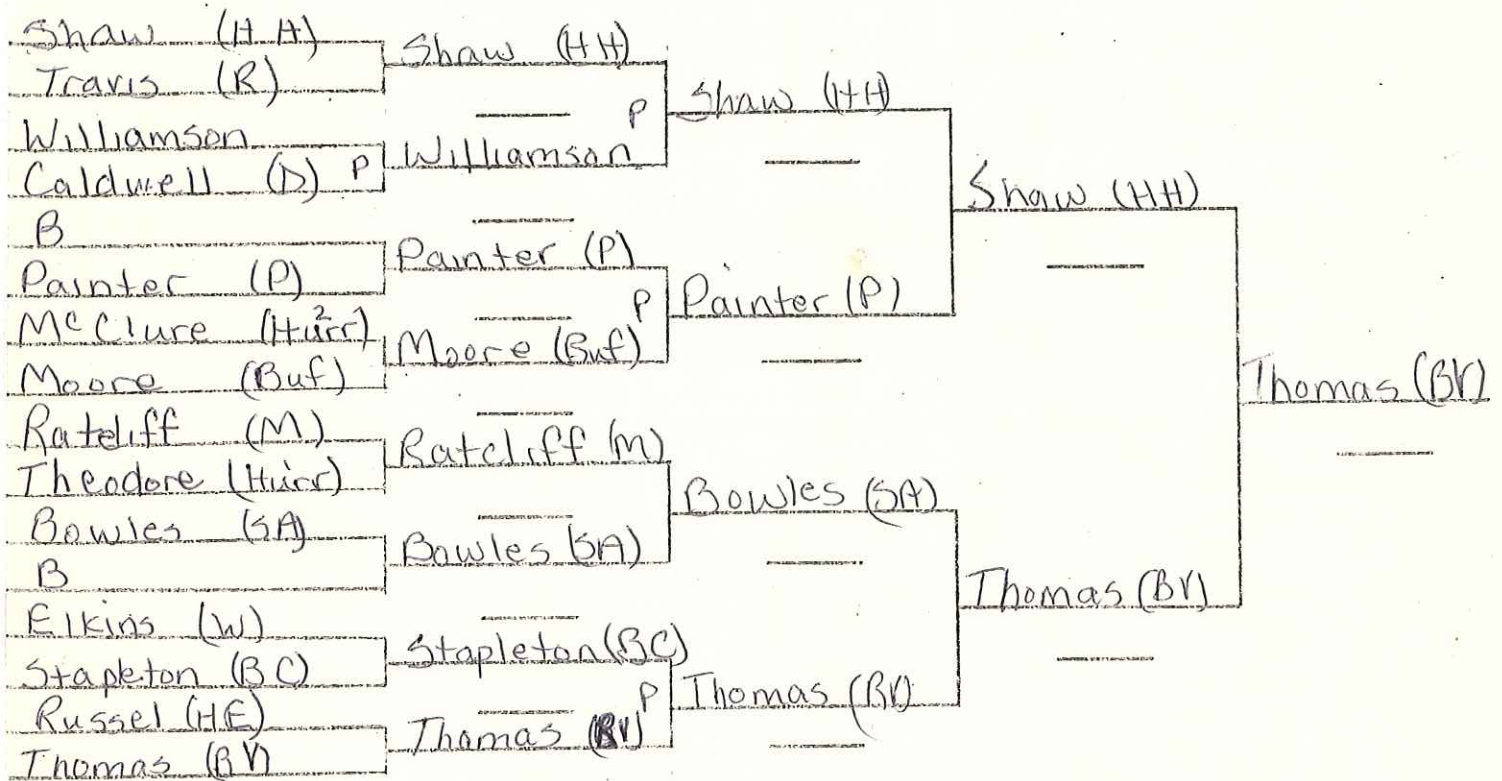 Shaw (HH)
Travis (R)
Williamson
Caldwell (D) P
B
Painter (P)
McClure (Hurr)2
Moore (Buf)
Ratcliff (M)
Theodore (Hurr)
Bowles (SA)
B
Elkins (W)
Stapleton (BC)
Russel (HE)
Thomas (BV)
Shaw (HH)
P
Williamson
Painter (P)
P
Moore (Buf)
Ratcliff (M)
Bowles (SA)
Stapleton (BC)
P
Thomas (BV)
Shaw (HH)
Painter (P)
Bowles (SA)
Thomas (BV)
Shaw (HH)
Thomas (BV)
Thomas (BV)